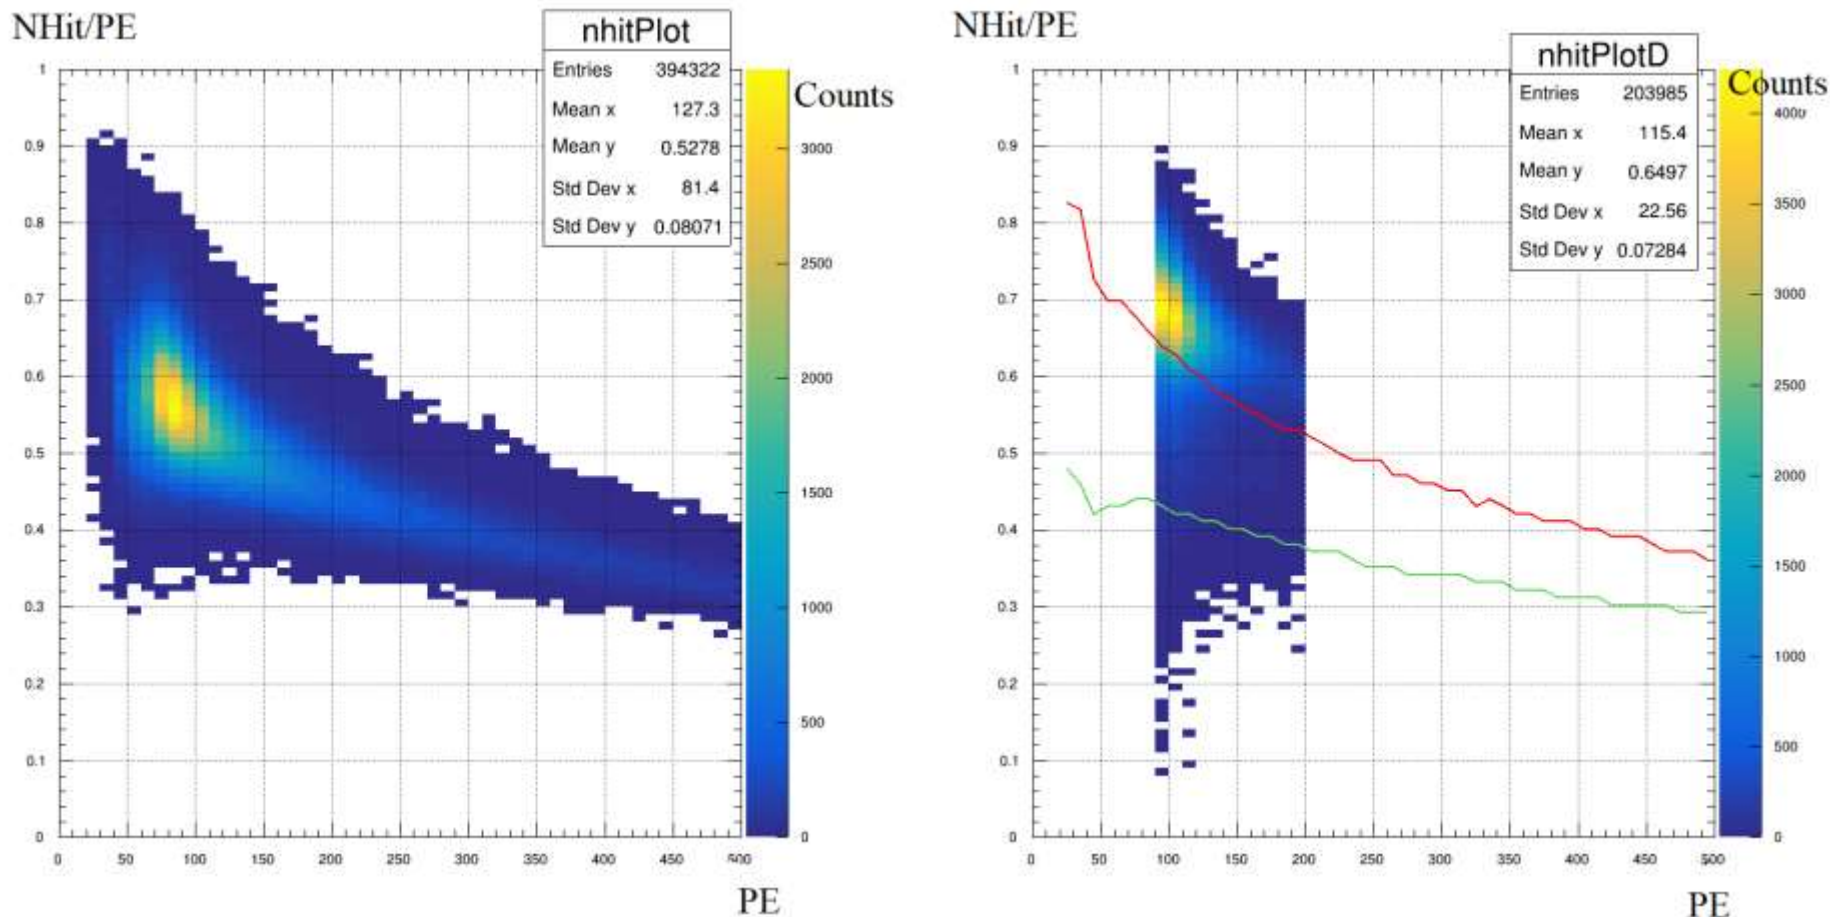 NHit/PE
nhitPlot
Entries 394322
Mean x 127.3
Mean y 0.5278
Std Dev x 81.4
Std Dev y 0.08071
Counts
3000
2500
2000
1500
1000
500
0
1
0.9
0.8
0.7
0.6
0.5
0.4
0.3
0.2
0.1
0
0 50 100 150 200 250 300 350 400 450 500
PE
NHit/PE
nhitPlotD
Entries 203985
Mean x 115.4
Mean y 0.6497
Std Dev x 22.56
Std Dev y 0.07284
Counts
4000
3500
3000
2500
2000
1500
1000
500
0
1
0.9
0.8
0.7
0.6
0.5
0.4
0.3
0.2
0.1
0
0 50 100 150 200 250 300 350 400 450 500
PE